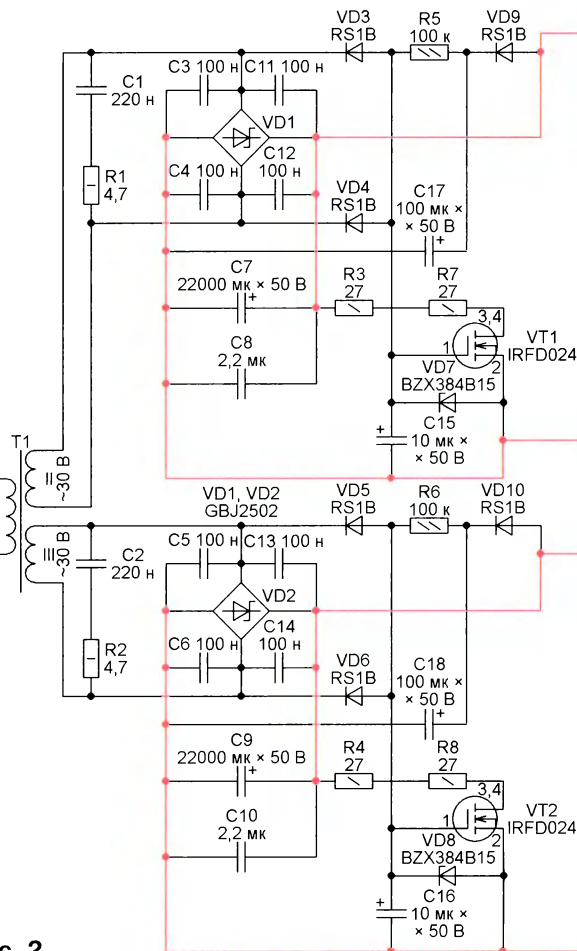 VD3
RS1B
R5
100 к
VD9
RS1B
C1
220 н
C3 100 н
C11 100 н
VD1
C4 100 н
C12
100 н
R1
4,7
VD4
RS1B
C17
100 мк ×
× 50 В
C7
22000 мк × 50 В
+
+
R3
27
R7
27
C8
2,2 мк
3,4
1
2
VT1
IRFD024
VD7
BZX384B15
+
C15
10 мк ×
× 50 В
T1
II
~30 В
VD1, VD2
GBJ2502
VD5
RS1B
R6
100 к
VD10
RS1B
III
~30 В
C2
220 н
C5 100 н
C13 100 н
VD2
C6 100 н
C14
100 н
R2
4,7
VD6
RS1B
C18
100 мк ×
× 50 В
+
C9
22000 мк × 50 В
+
R4
27
R8
27
C10
2,2 мк
3,4
1
2
VT2
IRFD024
VD8
BZX384B15
+
C16
10 мк ×
× 50 В
с. 2